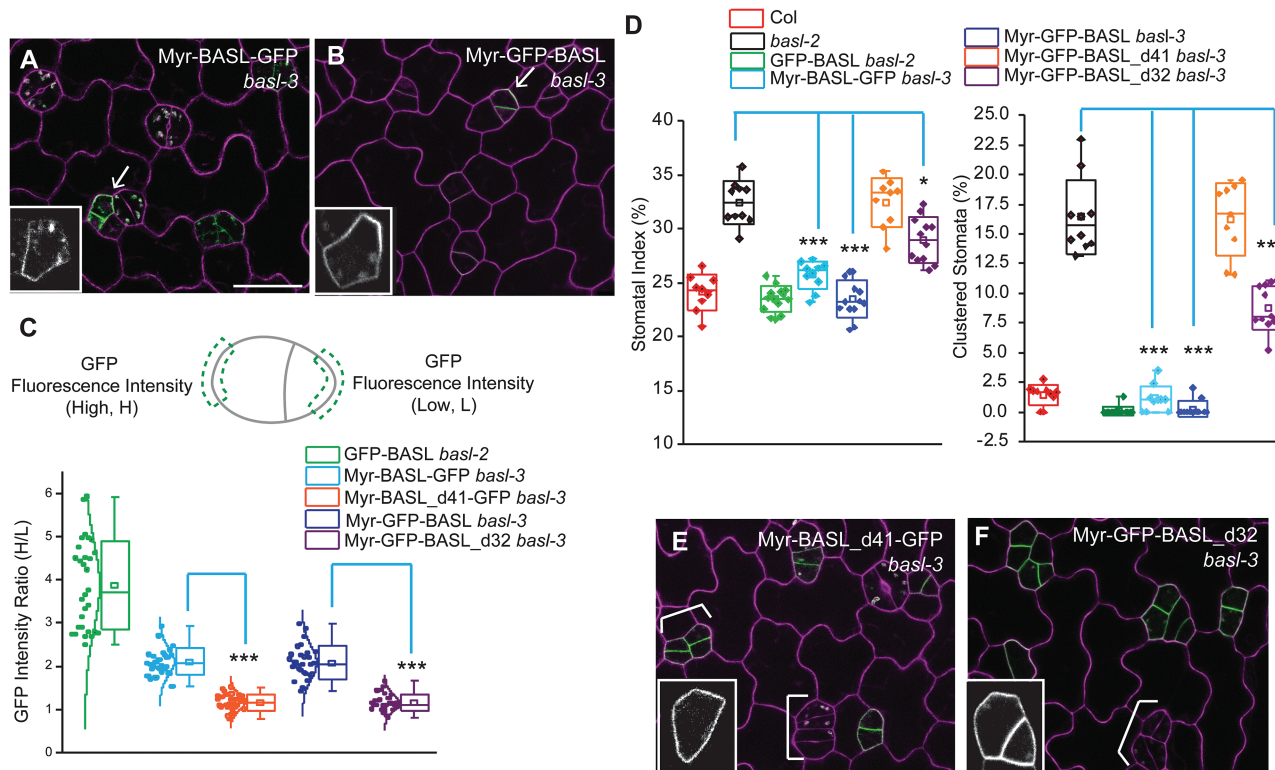 A
Myr-BASL-GFP
basl-3
B
Myr-GFP-BASL
basl-3
C
GFP
Fluorescence Intensity
(High, H)
GFP
Fluorescence Intensity
(Low, L)
GFP-BASL basl-2
Myr-BASL-GFP basl-3
Myr-BASL_d41-GFP basl-3
Myr-GFP-BASL basl-3
Myr-GFP-BASL_d32 basl-3
GFP Intensity Ratio (H/L)
6
5
4
3
2
1
0
***
***
D
Col
basl-2
GFP-BASL basl-2
Myr-BASL-GFP basl-3
Myr-GFP-BASL basl-3
Myr-GFP-BASL_d41 basl-3
Myr-GFP-BASL_d32 basl-3
Stomatal Index (%)
40
35
30
25
20
15
10
***
***
*
Clustered Stomata (%)
25.0
22.5
20.0
17.5
15.0
12.5
10.0
7.5
5.0
2.5
0.0
-2.5
***
***
**
E
Myr-BASL_d41-GFP
basl-3
F
Myr-GFP-BASL_d32
basl-3